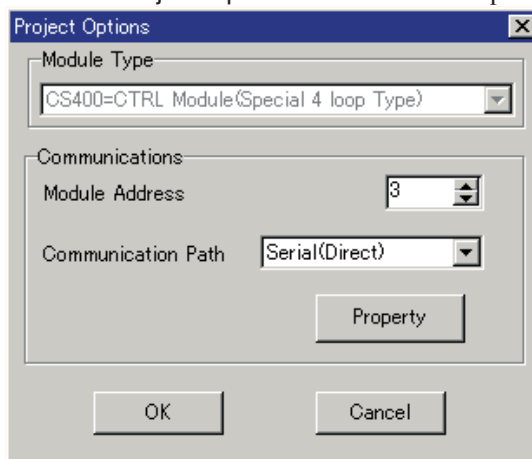 Project Options
Module Type
CS400=CTRL Module(Special 4 loop Type)
Communications
Module Address
3
Communication Path
Serial(Direct)
Property
OK
Cancel